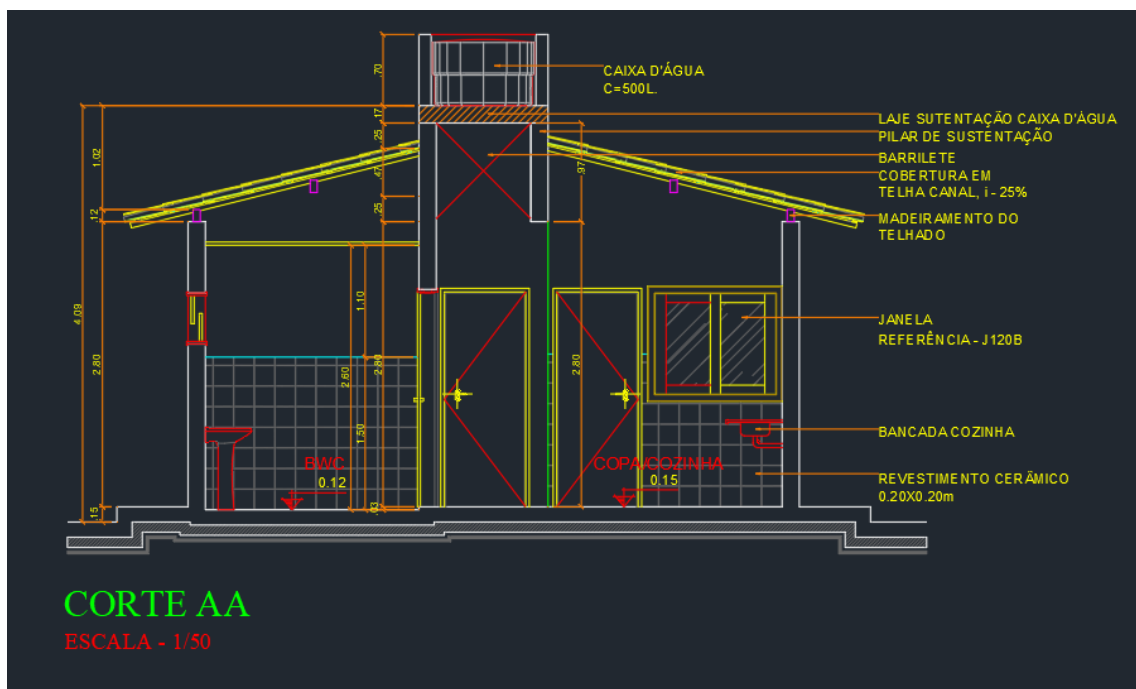 CAIXA D'ÁGUA
C=500L.
LAJE SUTENTAÇÃO CAIXA D'ÁGUA
PILAR DE SUSTENTAÇÃO
BARRILETE
COBERTURA EM
TELHA CANAL, i - 25%
MADEIRAMENTO DO
TELHADO
JANELA
REFERÊNCIA - J120B
BANCADA COZINHA
REVESTIMENTO CERÂMICO
0.20X0.20m
.70
.17
.25
.47
.25
.97
1.02
.12
4.09
2.80
.15
1.10
2.60
1.50
2.80
.03
2.80
BWC
0.12
COPA/COZINHA
0.15
CORTE AA
ESCALA - 1/50